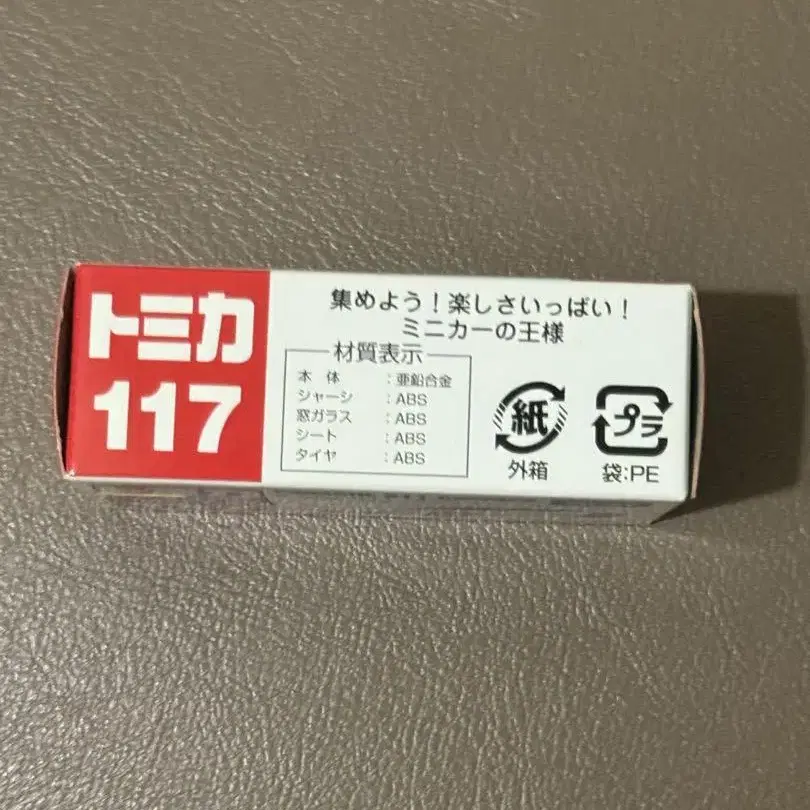 トミカ
117
集めよう！楽しさいっぱい！
ミニカーの王様
材質表示
本体 ：亜鉛合金
シャーシ ：ABS
窓ガラス ：ABS
シート ：ABS
タイヤ ：ABS
紙
外箱
プラ
袋:PE